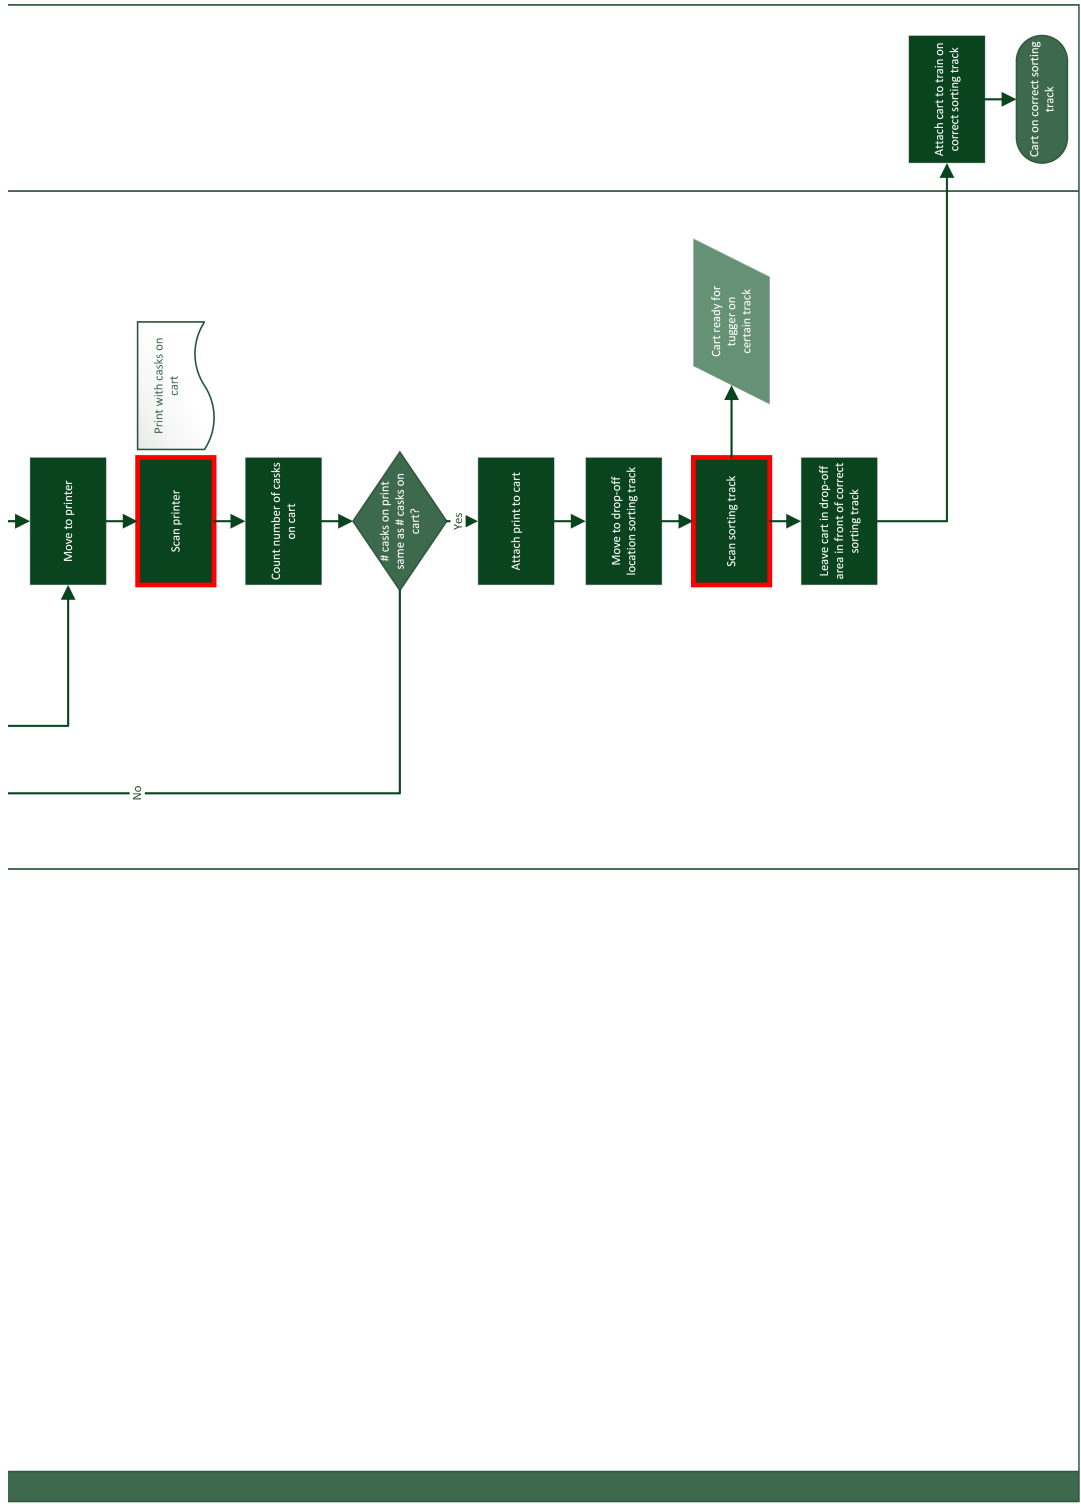 Move to printer
Print with casks on
cart
Scan printer
Count number of casks
on cart
# casks on print
same as # casks on
cart?
No
Yes
Attach print to cart
Move to drop-off
location sorting track
Scan sorting track
Cart ready for
tugger on
certain track
Leave cart in drop-off
area in front of correct
sorting track
Attach cart to train on
correct sorting track
Cart on correct sorting
track